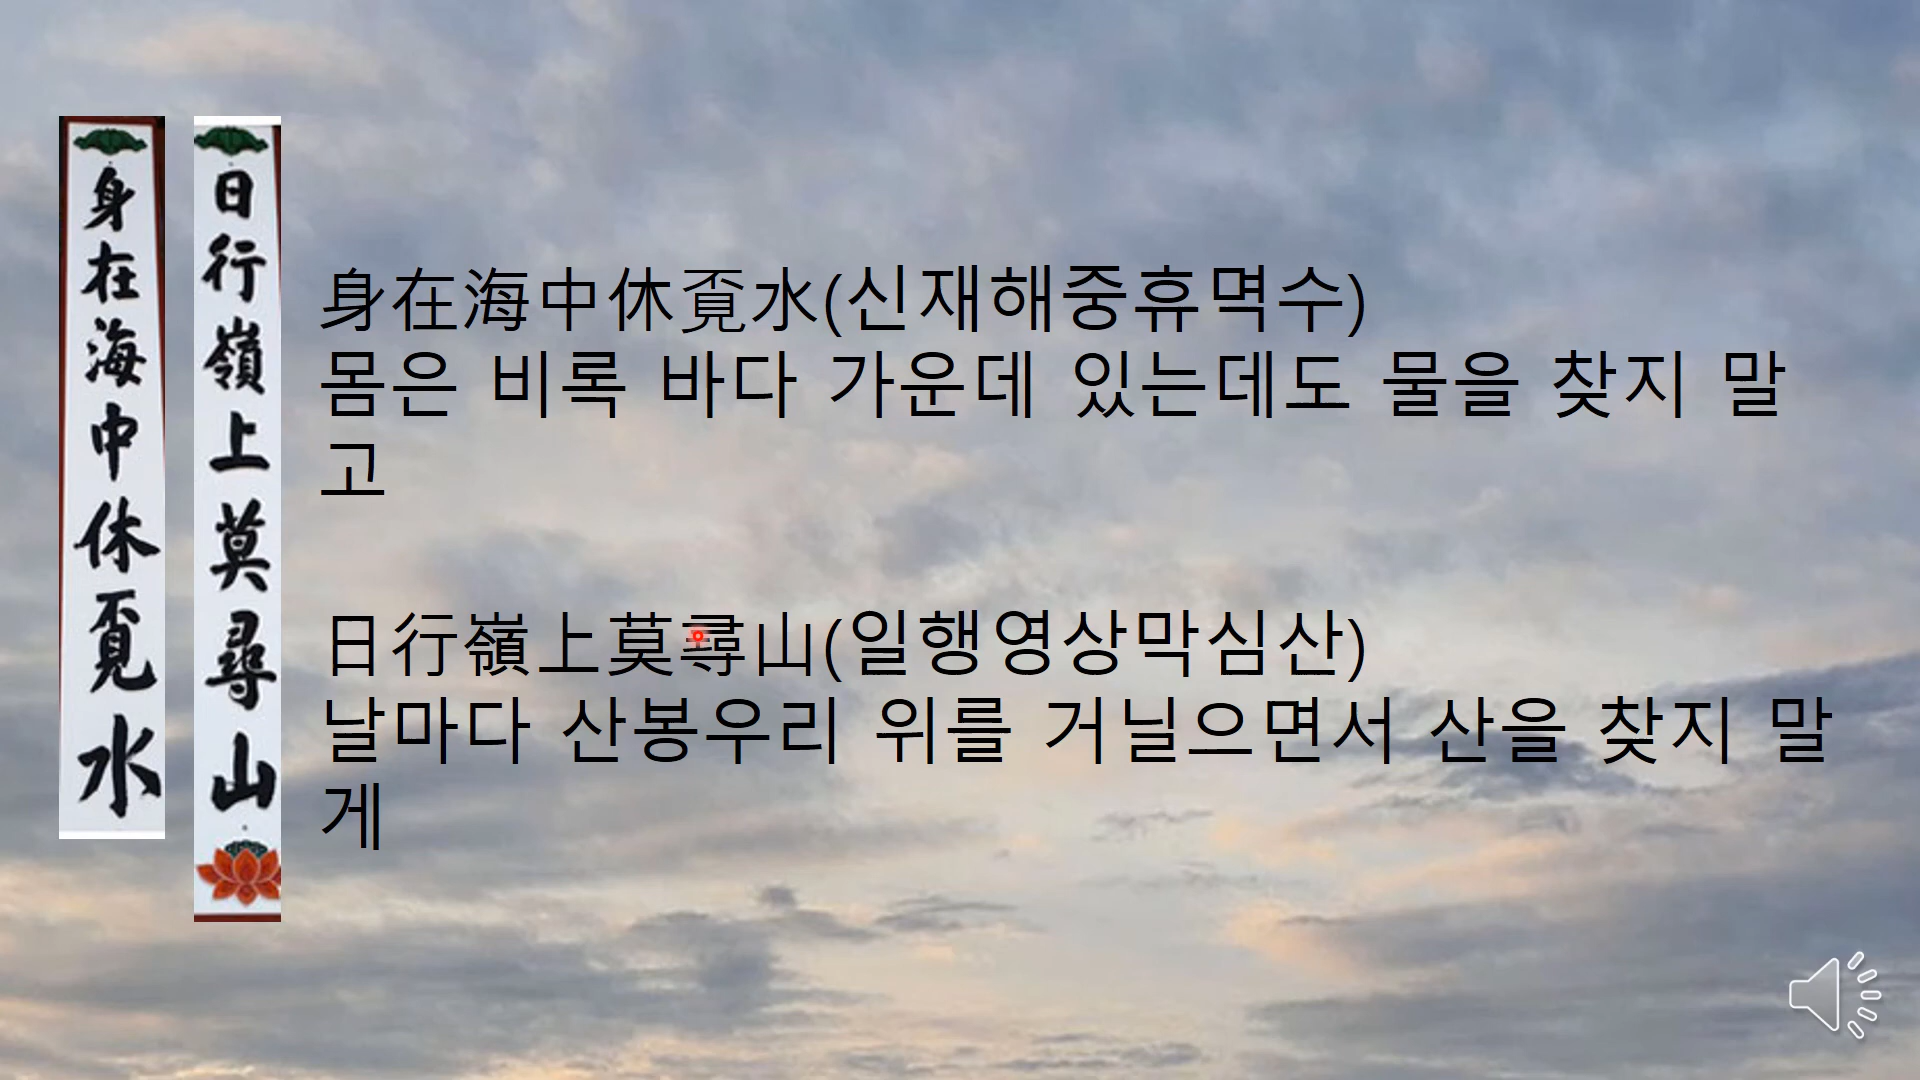 身在海中休覔水
日行嶺上莫尋山
身在海中休覔水(신재해중휴멱수)
몸은 비록 바다 가운데 있는데도 물을 찾지 말
고
日行嶺上莫尋山(일행영상막심산)
날마다 산봉우리 위를 거닐으면서 산을 찾지 말
게